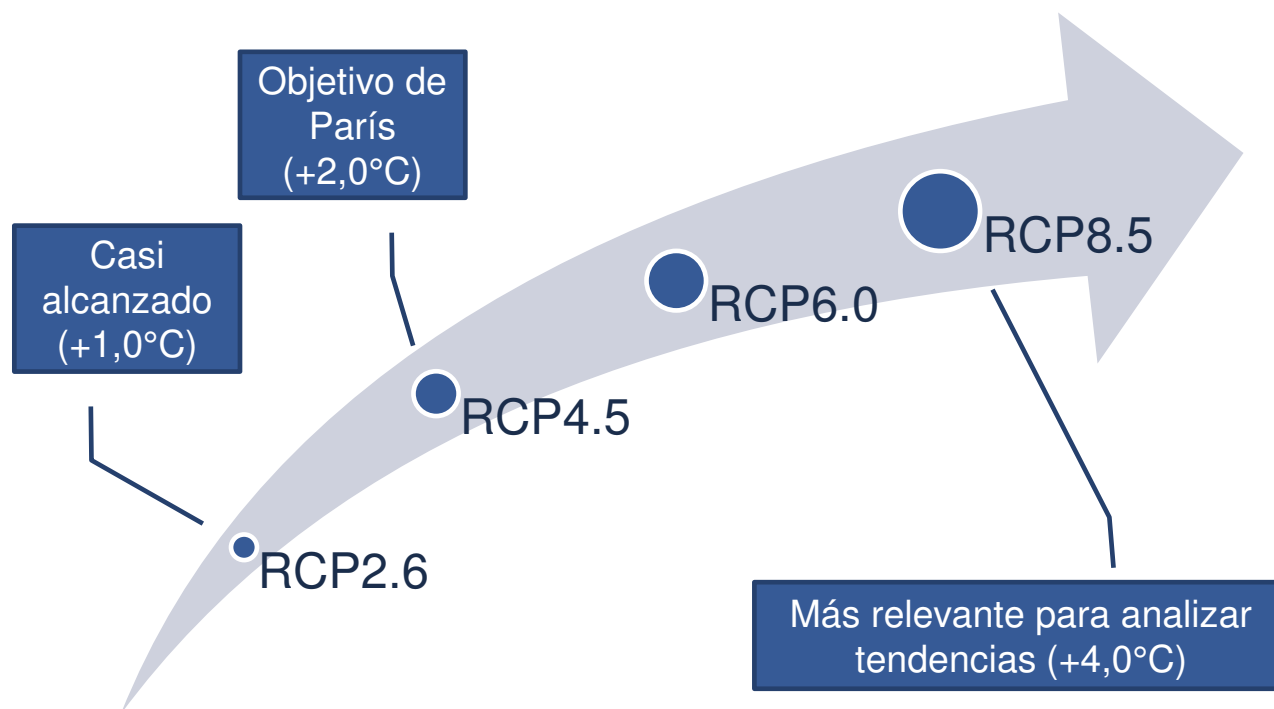 Objetivo de
París
(+2,0°C)
Casi
alcanzado
(+1,0°C)
RCP8.5
RCP6.0
RCP4.5
RCP2.6
Más relevante para analizar
tendencias (+4,0°C)